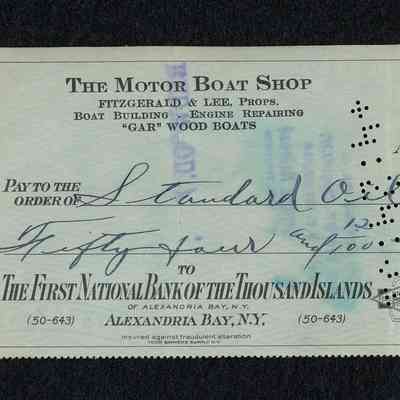 THE MOTOR BOAT SHOP
FITZGERALD & LEE, PROPS.
BOAT BUILDING ENGINE REPAIRING
"GAR" WOOD BOATS
PAY TO THE
ORDER OF Standard Oil
Fifty four and 12/100
TO
THE FIRST NATIONAL BANK OF THE THOUSAND ISLANDS
OF ALEXANDRIA BAY, N.Y.
(50-643) ALEXANDRIA BAY, N.Y. (50-643)
Insured against fraudulent alteration